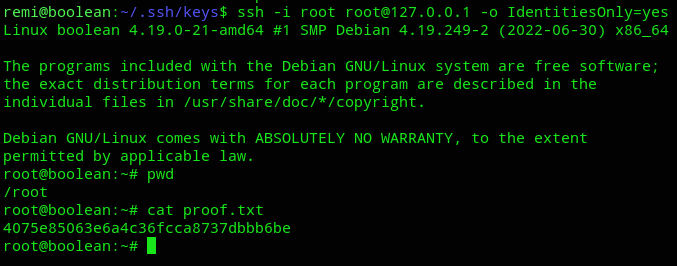 remi@boolean:~/.ssh/keys$ ssh -i root root@127.0.0.1 -o IdentitiesOnly=yes
Linux boolean 4.19.0-21-amd64 #1 SMP Debian 4.19.249-2 (2022-06-30) x86_64

The programs included with the Debian GNU/Linux system are free software;
the exact distribution terms for each program are described in the
individual files in /usr/share/doc/*/copyright.

Debian GNU/Linux comes with ABSOLUTELY NO WARRANTY, to the extent
permitted by applicable law.
root@boolean:~# pwd
/root
root@boolean:~# cat proof.txt
4075e85063e6a4c36fcca8737dbbb6be
root@boolean:~#